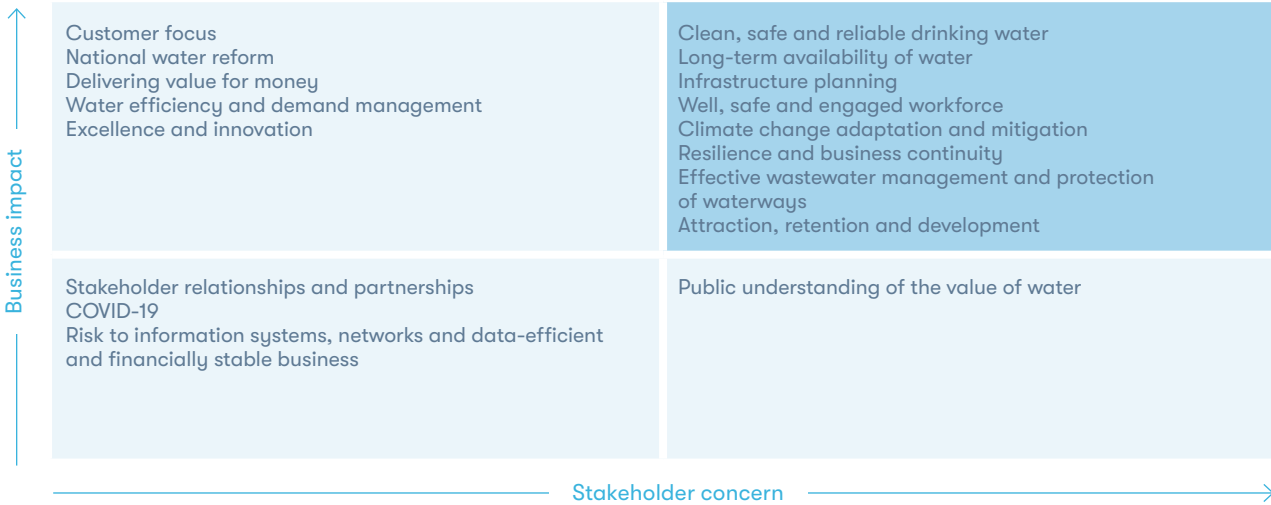 Business impact
Customer focus
National water reform
Delivering value for money
Water efficiency and demand management
Excellence and innovation
Clean, safe and reliable drinking water
Long-term availability of water
Infrastructure planning
Well, safe and engaged workforce
Climate change adaptation and mitigation
Resilience and business continuity
Effective wastewater management and protection
of waterways
Attraction, retention and development
Stakeholder relationships and partnerships
COVID-19
Risk to information systems, networks and data-efficient
and financially stable business
Public understanding of the value of water
Stakeholder concern